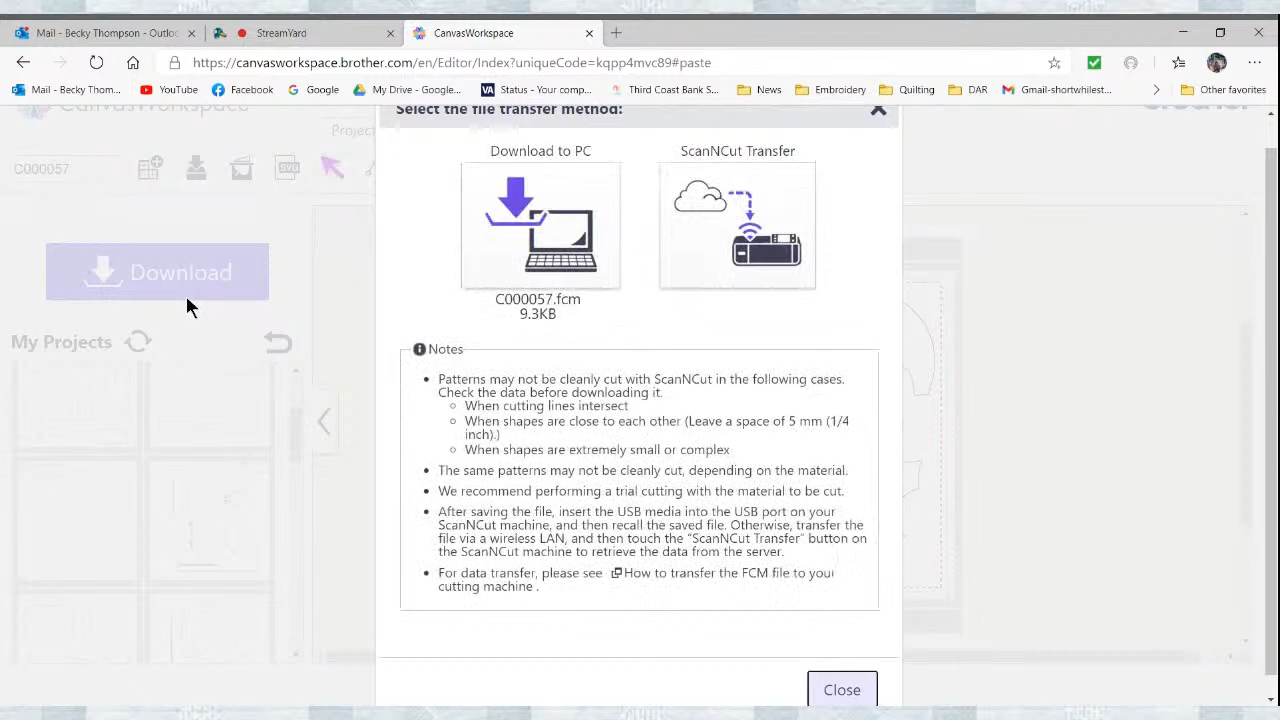 Mail - Becky Thompson - Outlo
StreamYard
CanvasWorkspace
https://canvasworkspace.brother.com/en/Editor/Index?uniqueCode=kqpp4mvc89#paste
Mail - Becky Thom...
YouTube
Facebook
Google
My Drive - Google...
VA
Status - Your comp...
Third Coast Bank S...
News
Embroidery
Quilting
DAR
Gmail-shortwhilest...
Other favorites
CanvasWorkspace
Select the file transfer method:
Project
C000057
SVG
Download to PC
ScanNCut Transfer
Download
C000057.fcm
9.3KB
My Projects
Notes
Patterns may not be cleanly cut with ScanNCut in the following cases.
Check the data before downloading it.
When cutting lines intersect
When shapes are close to each other (Leave a space of 5 mm (1/4
inch).)
When shapes are extremely small or complex
The same patterns may not be cleanly cut, depending on the material.
We recommend performing a trial cutting with the material to be cut.
After saving the file, insert the USB media into the USB port on your
ScanNCut machine, and then recall the saved file. Otherwise, transfer the
file via a wireless LAN, and then touch the "ScanNCut Transfer" button on
the ScanNCut machine to retrieve the data from the server.
For data transfer, please see How to transfer the FCM file to your
cutting machine .
Close